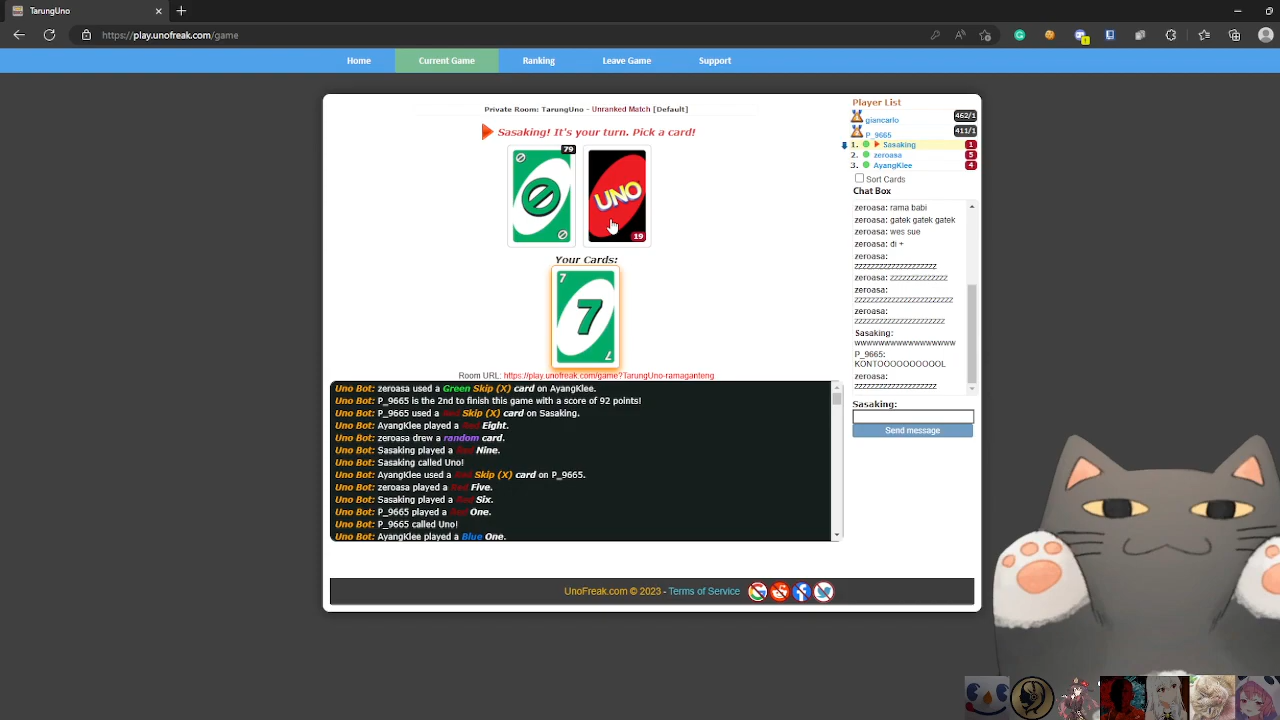 TarungUno
https://play.unofreak.com/game
Home Current Game Ranking Leave Game Support
Private Room: TarungUno - Unranked Match [Default]
Sasaking! It's your turn. Pick a card!
79
UNO
19
Your Cards:
7
7
7
Room URL: https://play.unofreak.com/game?TarungUno-ramaganteng
Uno Bot: zeroasa used a Green Skip (X) card on AyangKlee.
Uno Bot: P_9665 is the 2nd to finish this game with a score of 92 points!
Uno Bot: P_9665 used a Red Skip (X) card on Sasaking.
Uno Bot: AyangKlee played a Red Eight.
Uno Bot: zeroasa drew a random card.
Uno Bot: Sasaking played a Red Nine.
Uno Bot: Sasaking called Uno!
Uno Bot: AyangKlee used a Red Skip (X) card on P_9665.
Uno Bot: zeroasa played a Red Five.
Uno Bot: Sasaking played a Red Six.
Uno Bot: P_9665 played a Red One.
Uno Bot: P_9665 called Uno!
Uno Bot: AyangKlee played a Blue One.
Player List
giancarlo 462/1
P_9665 411/1
1. Sasaking 1
2. zeroasa 5
3. AyangKlee 4
Sort Cards
Chat Box
zeroasa: rama babi
zeroasa: gatek gatek gatek
zeroasa: wes sue
zeroasa: di +
zeroasa:
zzzzzzzzzzzzzzzzzzzz
zeroasa: zzzzzzzzzzzzzz
zeroasa:
zzzzzzzzzzzzzzzzzzzzzzzz
zeroasa:
zzzzzzzzzzzzzzzzzzzzzz
Sasaking:
wwwwwwwwwwwwwwwww
P_9665:
KONTOOOOOOOOOL
zeroasa:
zzzzzzzzzzzzzzzzzzzz
Sasaking:
Send message
UnoFreak.com © 2023 - Terms of Service